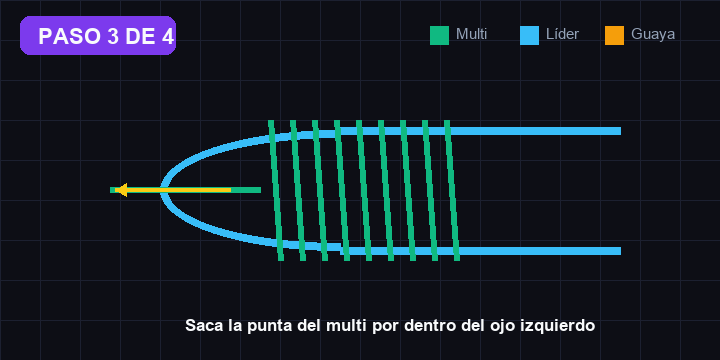 PASO 3 DE 4
Multi
Líder
Guaya
Saca la punta del multi por dentro del ojo izquierdo